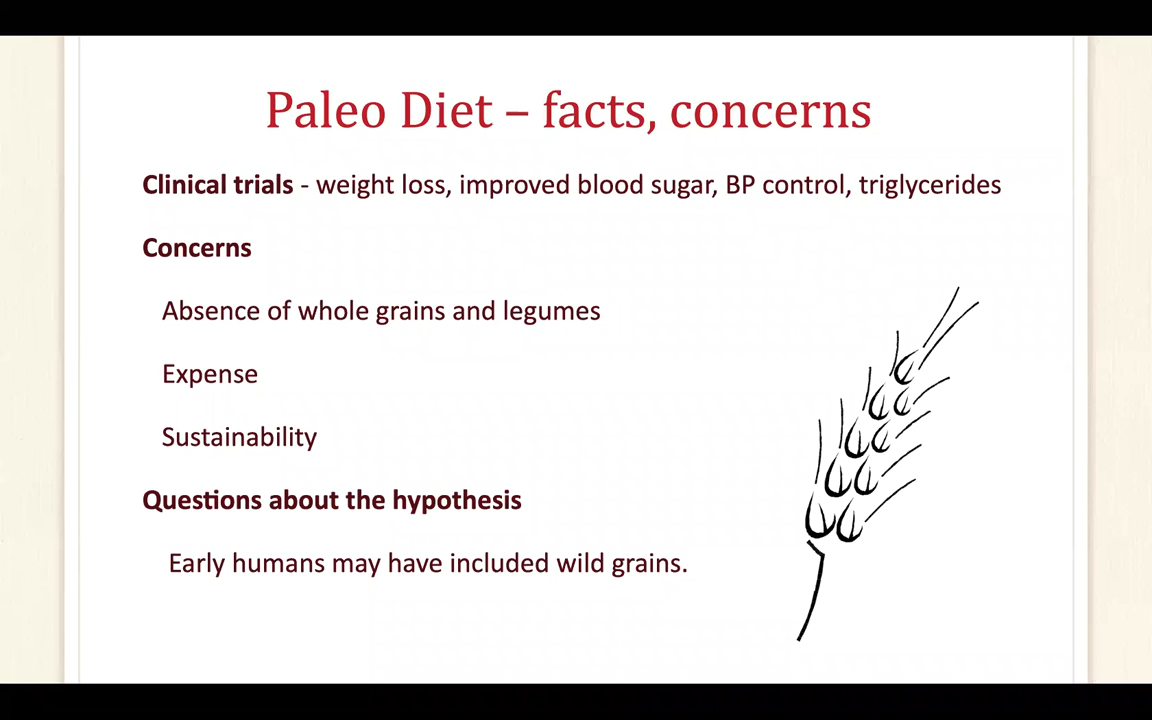 Paleo Diet – facts, concerns
Clinical trials - weight loss, improved blood sugar, BP control, triglycerides
Concerns
Absence of whole grains and legumes
Expense
Sustainability
Questions about the hypothesis
Early humans may have included wild grains.